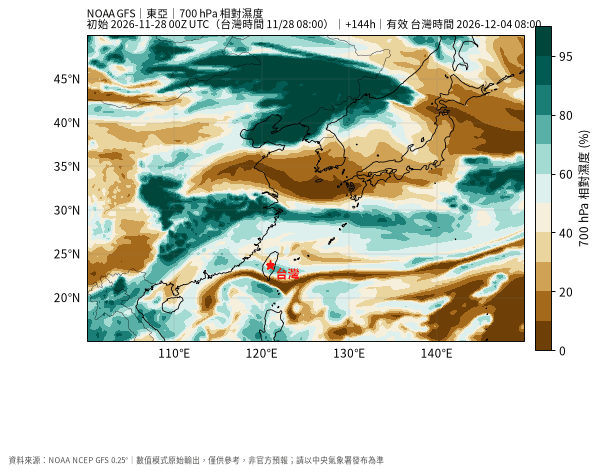 NOAA GFS｜東亞｜700 hPa 相對濕度
初始 2026-11-28 00Z UTC（台灣時間 11/28 08:00）｜+144h｜有效 台灣時間 2026-12-04 08:00
45°N
40°N
35°N
30°N
25°N
20°N
110°E
120°E
130°E
140°E
台灣
95
80
60
40
20
0
700 hPa 相對濕度 (%)
資料來源：NOAA NCEP GFS 0.25°｜數值模式原始輸出，僅供參考，非官方預報；請以中央氣象署發布為準